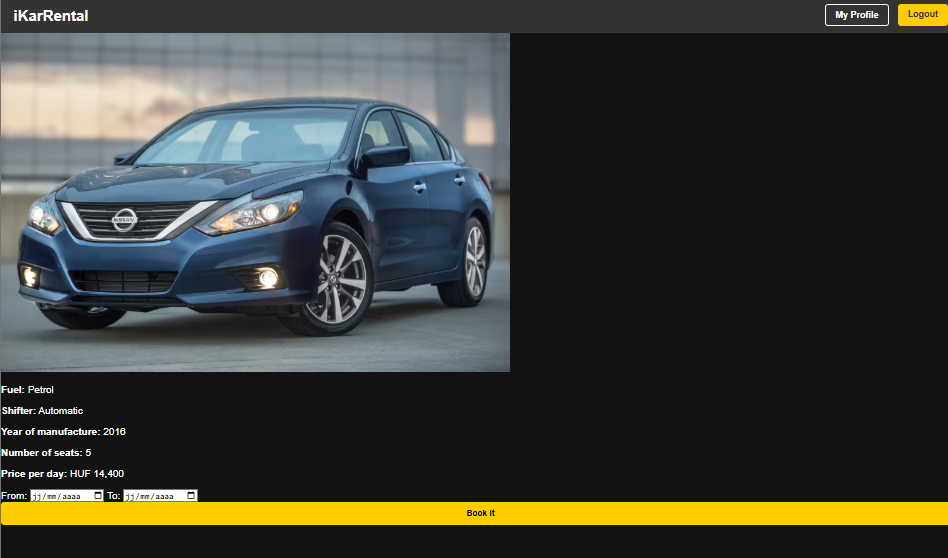 iKarRental
My Profile
Logout
NISSAN
Fuel: Petrol
Shifter: Automatic
Year of manufacture: 2016
Number of seats: 5
Price per day: HUF 14,400
From: jj/mm/aaaa To: jj/mm/aaaa
Book It